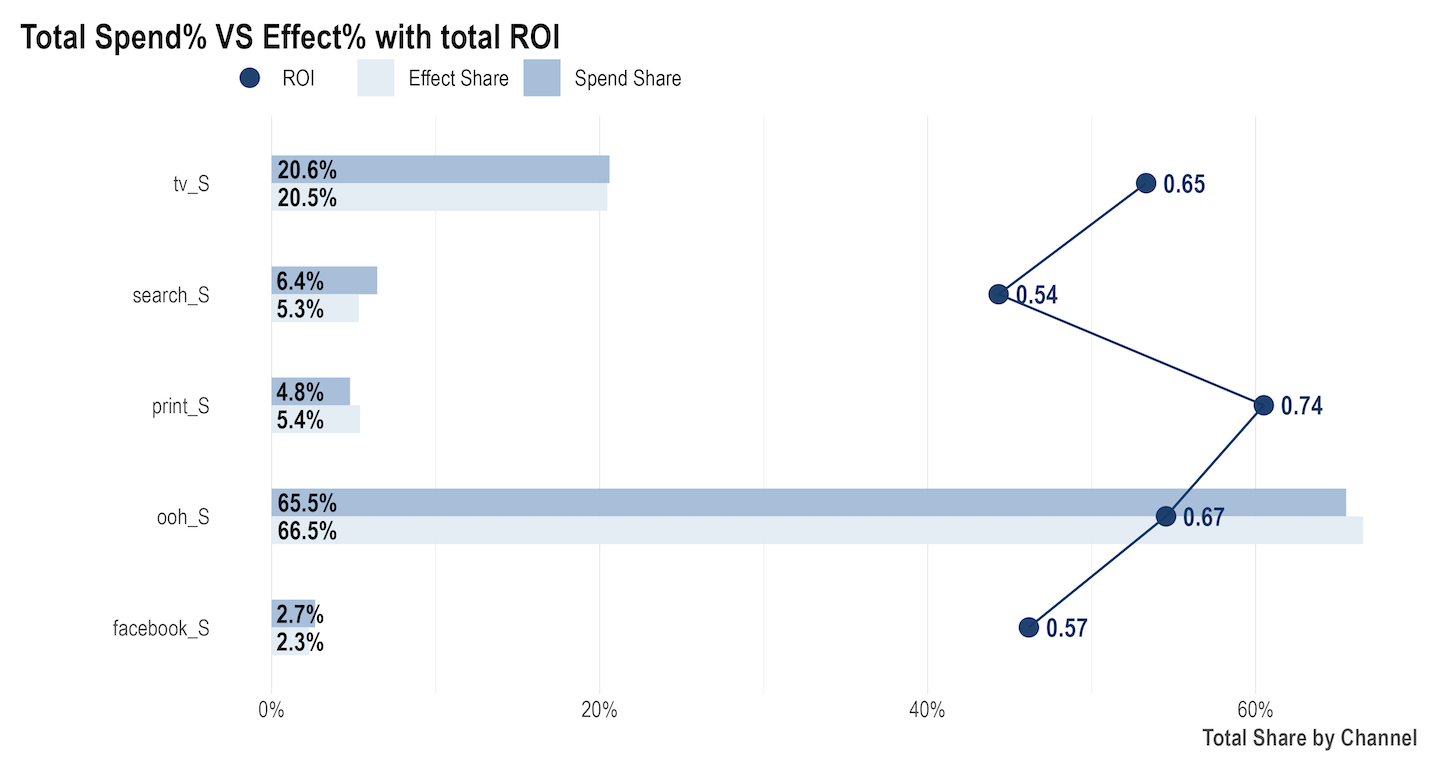 Total Spend% VS Effect% with total ROI
ROI Effect Share Spend Share
tv_S 20.6% 0.65
20.5%
search_S 6.4% 0.54
5.3%
print_S 4.8% 0.74
5.4%
ooh_S 65.5% 0.67
66.5%
facebook_S 2.7% 0.57
2.3%
0% 20% 40% 60%
Total Share by Channel